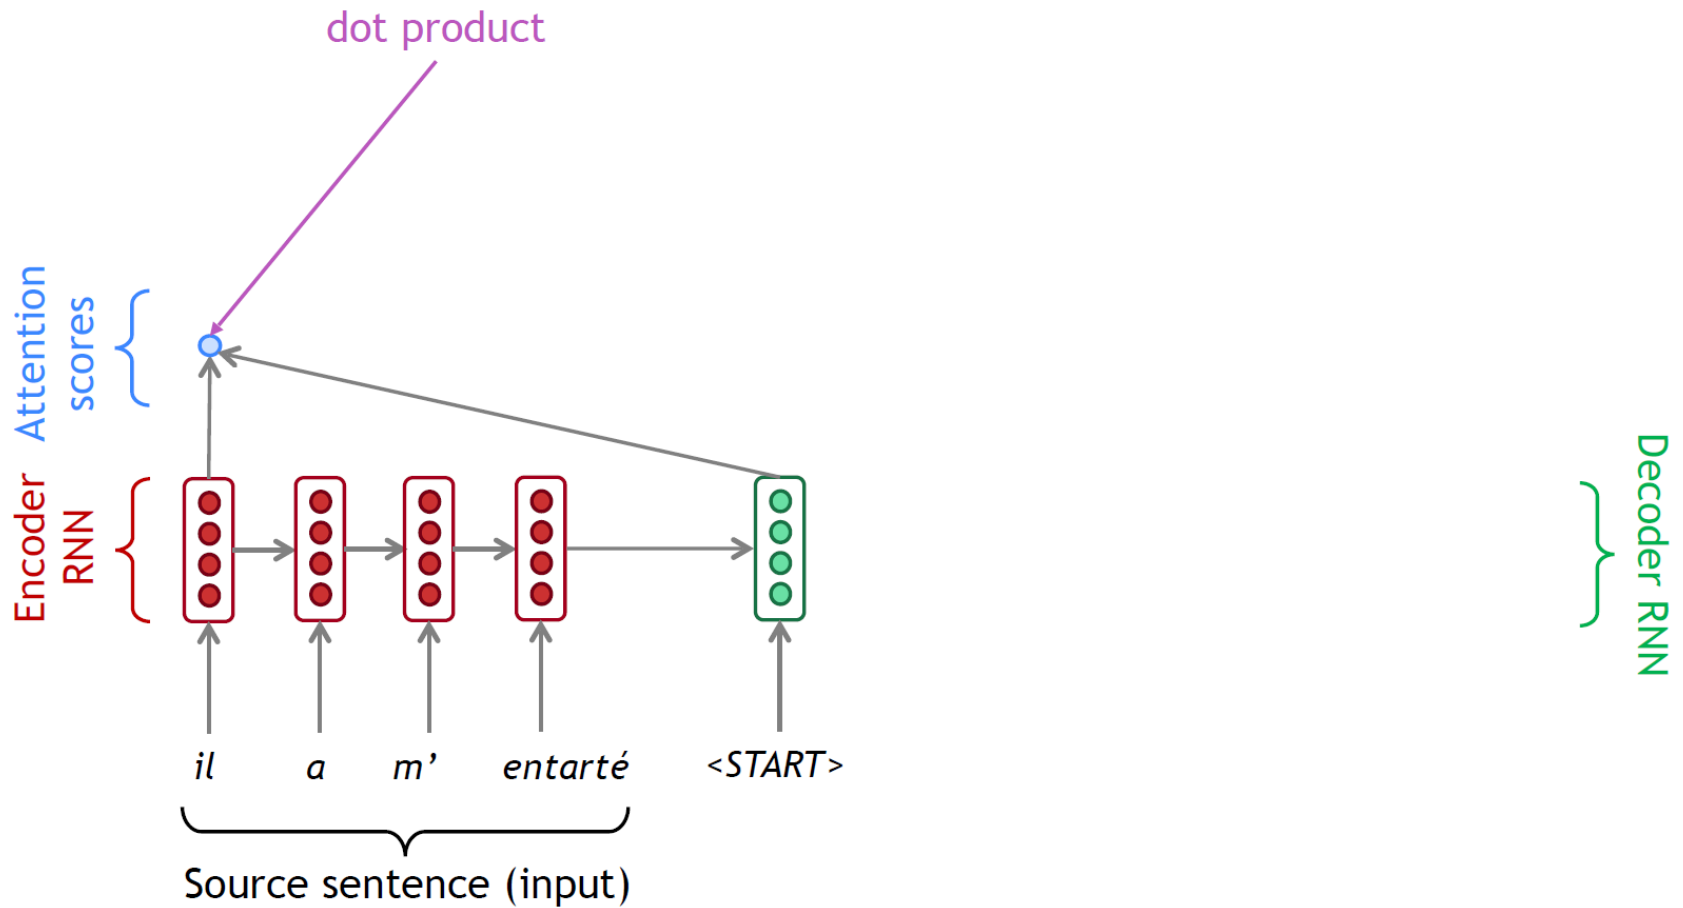 dot product
Attention
scores
Encoder
RNN
Decoder RNN
il a m’ entarté <START>
Source sentence (input)